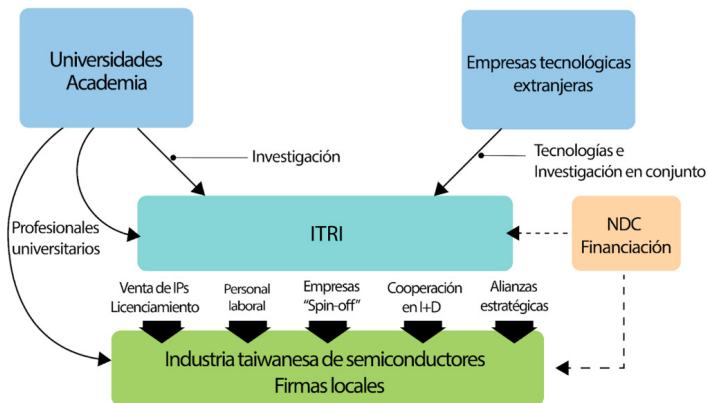 Universidades
Academia
Empresas tecnológicas
extranjeras
Investigación
Tecnologías e
Investigación en conjunto
Profesionales
universitarios
ITRI
NDC
Financiación
Venta de IPs
Licenciamiento
Personal
laboral
Empresas
“Spin-off”
Cooperación
en I+D
Alianzas
estratégicas
Industria taiwanesa de semiconductores
Firmas locales